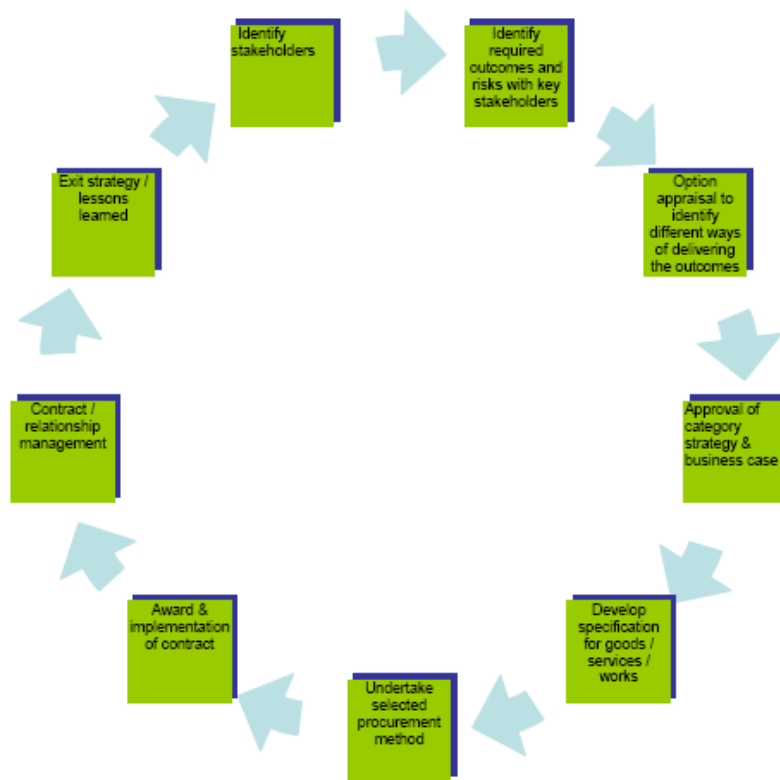 Identify
stakeholders
Identify
required
outcomes and
risks with key
stakeholders
Option
appraisal to
identify
different ways
of delivering
the outcomes
Approval of
category
strategy &
business case
Develop
specification
for goods /
services /
works
Undertake
selected
procurement
method
Award &
implementation
of contract
Contract /
relationship
management
Exit strategy /
lessons
learned